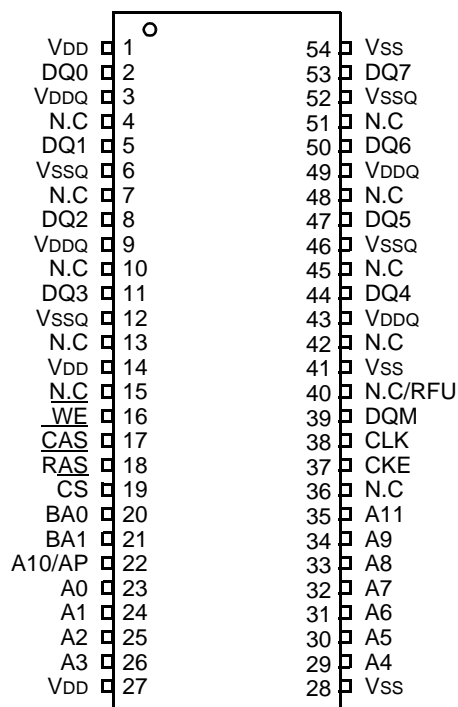 VDD 1 54 VSS
DQ0 2 53 DQ7
VDDQ 3 52 VSSQ
N.C 4 51 N.C
DQ1 5 50 DQ6
VSSQ 6 49 VDDQ
N.C 7 48 N.C
DQ2 8 47 DQ5
VDDQ 9 46 VSSQ
N.C 10 45 N.C
DQ3 11 44 DQ4
VSSQ 12 43 VDDQ
N.C 13 42 N.C
VDD 14 41 VSS
N.C 15 40 N.C/RFU
WE 16 39 DQM
CAS 17 38 CLK
RAS 18 37 CKE
CS 19 36 N.C
BA0 20 35 A11
BA1 21 34 A9
A10/AP 22 33 A8
A0 23 32 A7
A1 24 31 A6
A2 25 30 A5
A3 26 29 A4
VDD 27 28 VSS